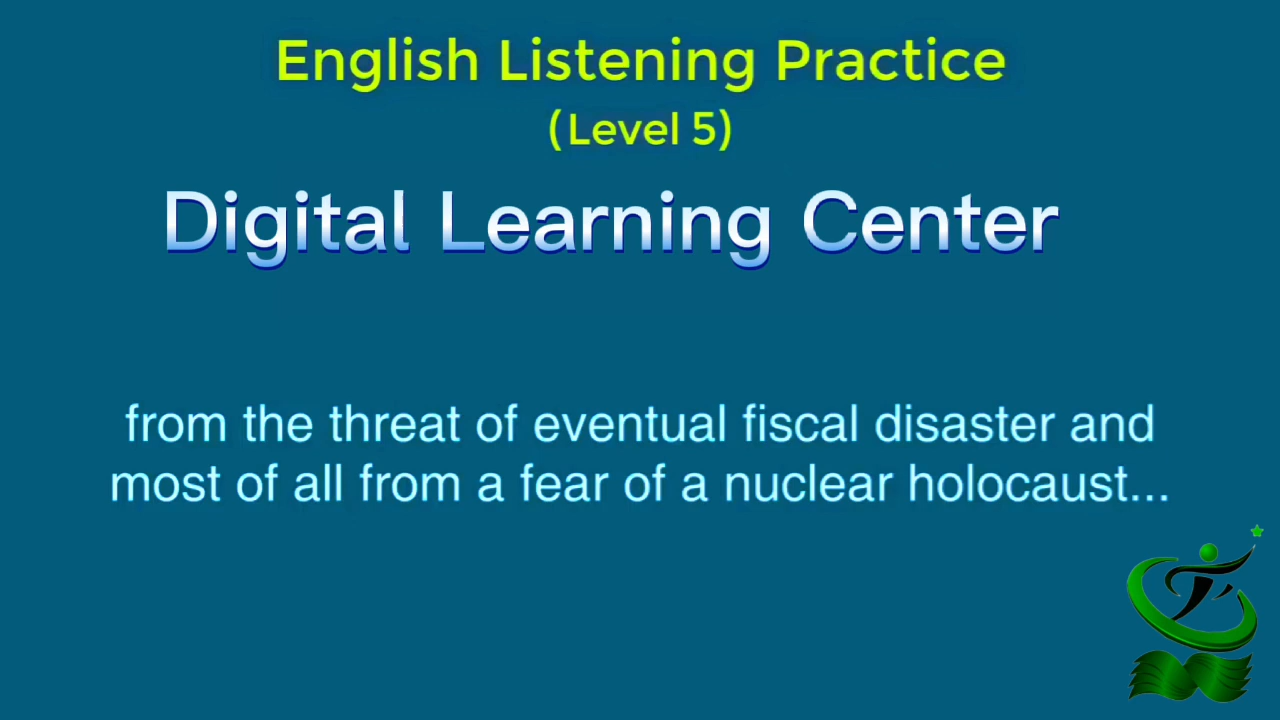 English Listening Practice
(Level 5)
Digital Learning Center
from the threat of eventual fiscal disaster and
most of all from a fear of a nuclear holocaust...